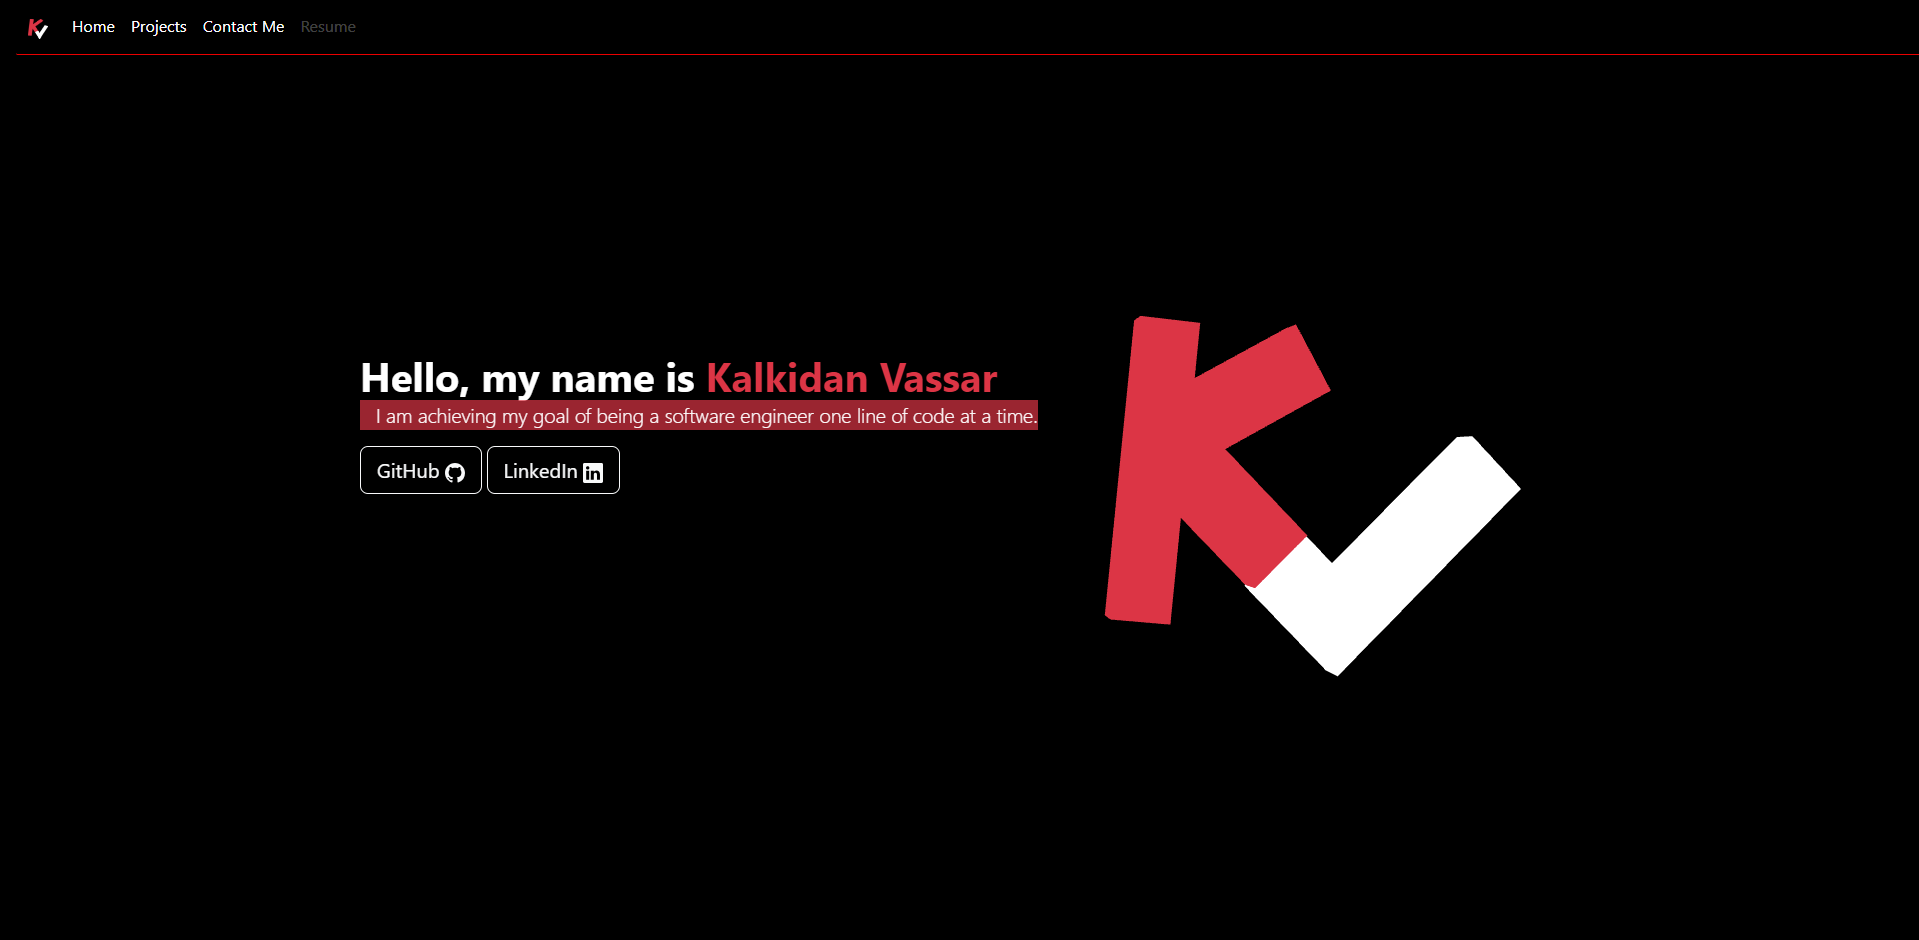 Home Projects Contact Me Resume
Hello, my name is Kalkidan Vassar
I am achieving my goal of being a software engineer one line of code at a time.
GitHub LinkedIn
KV